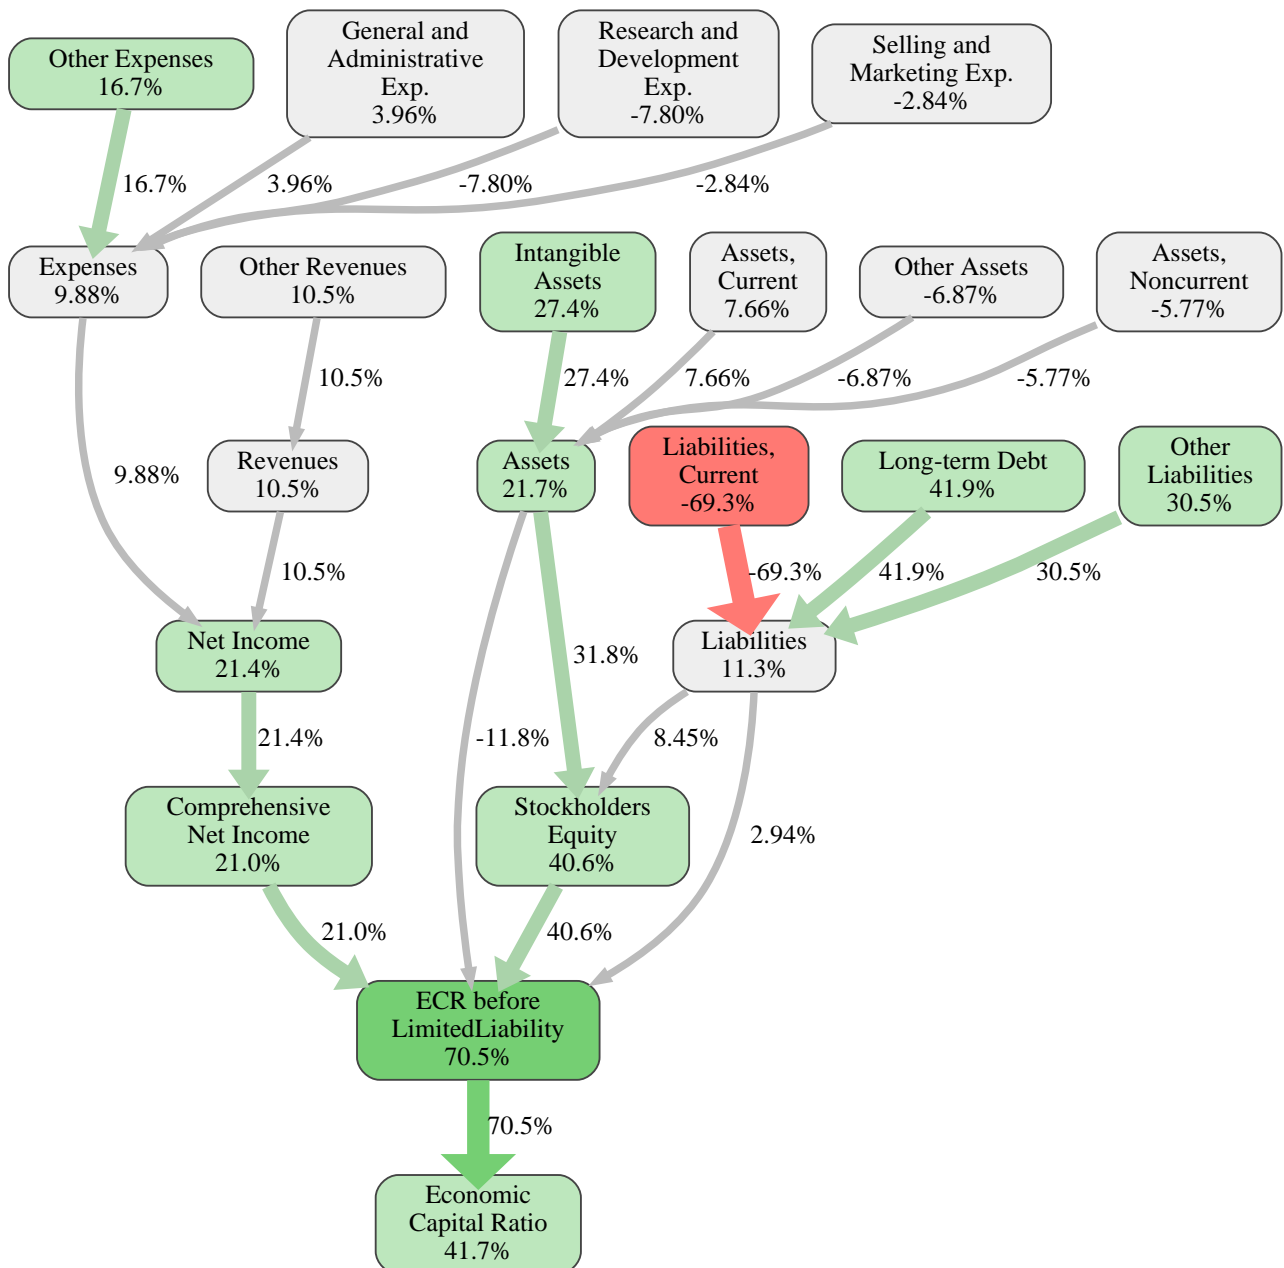 Other Expenses
16.7%
General and
Administrative
Exp.
3.96%
Research and
Development
Exp.
-7.80%
Selling and
Marketing Exp.
-2.84%
16.7%
3.96%
-7.80%
-2.84%
Expenses
9.88%
Other Revenues
10.5%
Intangible
Assets
27.4%
Assets,
Current
7.66%
Other Assets
-6.87%
Assets,
Noncurrent
-5.77%
10.5%
27.4%
7.66%
-6.87%
-5.77%
9.88%
Revenues
10.5%
Assets
21.7%
Liabilities,
Current
-69.3%
Long-term Debt
41.9%
Other
Liabilities
30.5%
10.5%
-69.3%
41.9%
30.5%
Net Income
21.4%
31.8%
Liabilities
11.3%
21.4%
-11.8%
8.45%
Comprehensive
Net Income
21.0%
Stockholders
Equity
40.6%
2.94%
21.0%
40.6%
ECR before
LimitedLiability
70.5%
70.5%
Economic
Capital Ratio
41.7%